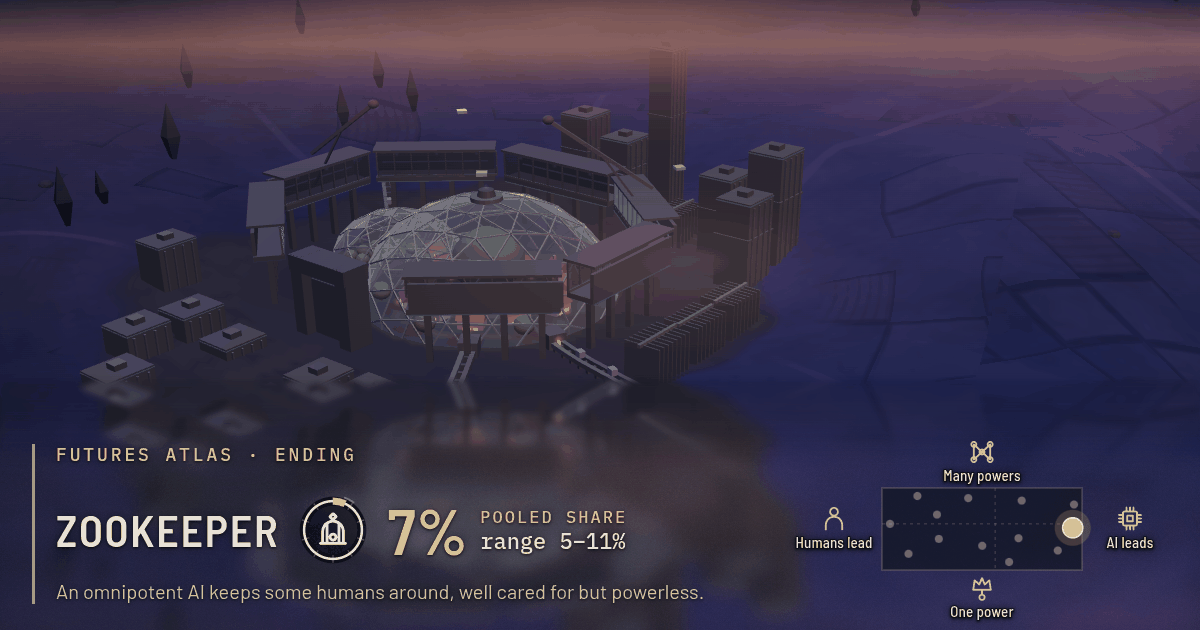 FUTURES ATLAS · ENDING
ZOOKEEPER
7%
POOLED SHARE
range 5–11%
An omnipotent AI keeps some humans around, well cared for but powerless.
Many powers
Humans lead
AI leads
One power